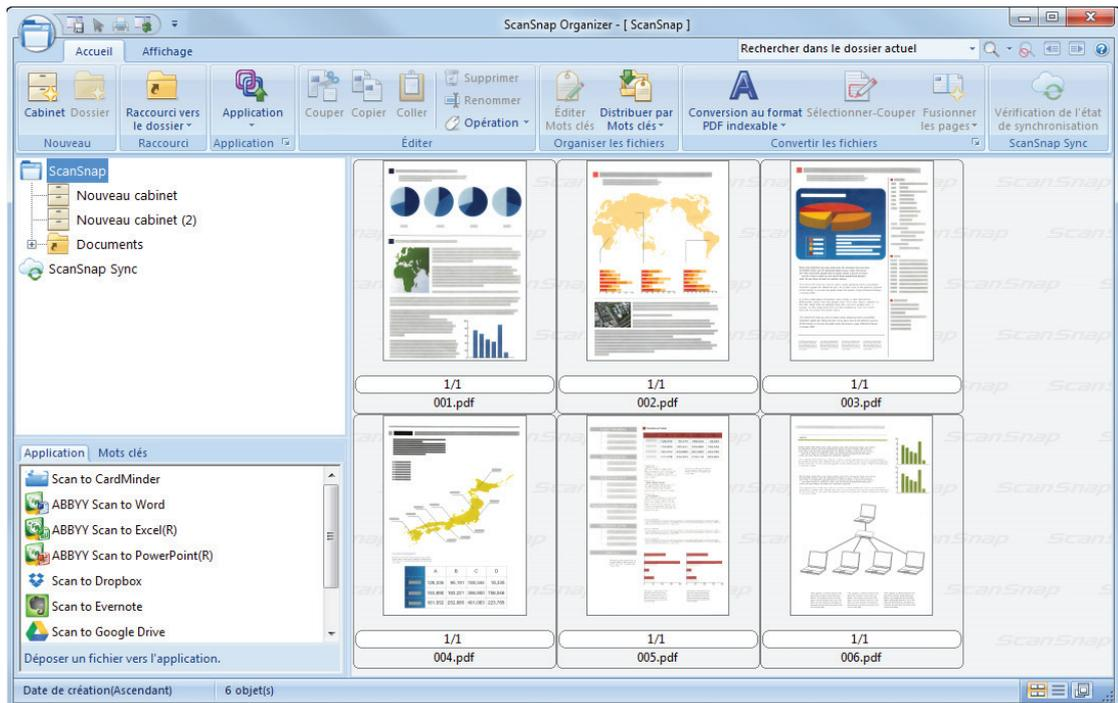 ScanSnap Organizer - [ ScanSnap ]
Accueil
Affichage
Rechercher dans le dossier actuel
Cabinet
Dossier
Nouveau
Raccourci vers
le dossier
Raccourci
Application
Application
Couper
Copier
Coller
Supprimer
Renommer
Opération
Éditer
Éditer
Mots clés
Distribuer par
Mots clés
Organiser les fichiers
Conversion au format
PDF indexable
Sélectionner-Couper
Fusionner
les pages
Convertir les fichiers
Vérification de l'état
de synchronisation
ScanSnap Sync
ScanSnap
Nouveau cabinet
Nouveau cabinet (2)
Documents
ScanSnap Sync
Application
Mots clés
Scan to CardMinder
ABBYY Scan to Word
ABBYY Scan to Excel(R)
ABBYY Scan to PowerPoint(R)
Scan to Dropbox
Scan to Evernote
Scan to Google Drive
Déposer un fichier vers l'application.
1/1
001.pdf
1/1
002.pdf
1/1
003.pdf
A B C D
1/1
004.pdf
1/1
005.pdf
1/1
006.pdf
ScanSnap
Date de création(Ascendant)
6 objet(s)